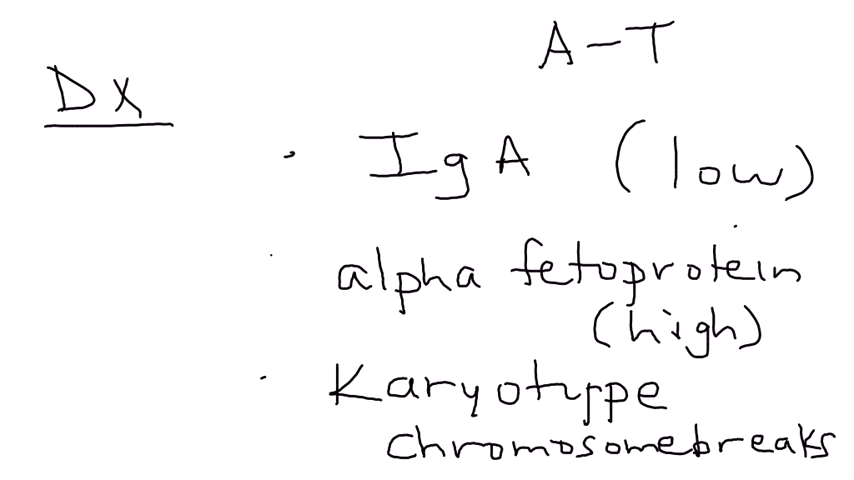 A-T
Dx
· IgA (low)
· alpha fetoprotein
(high)
· Karyotype
chromosomebreaks